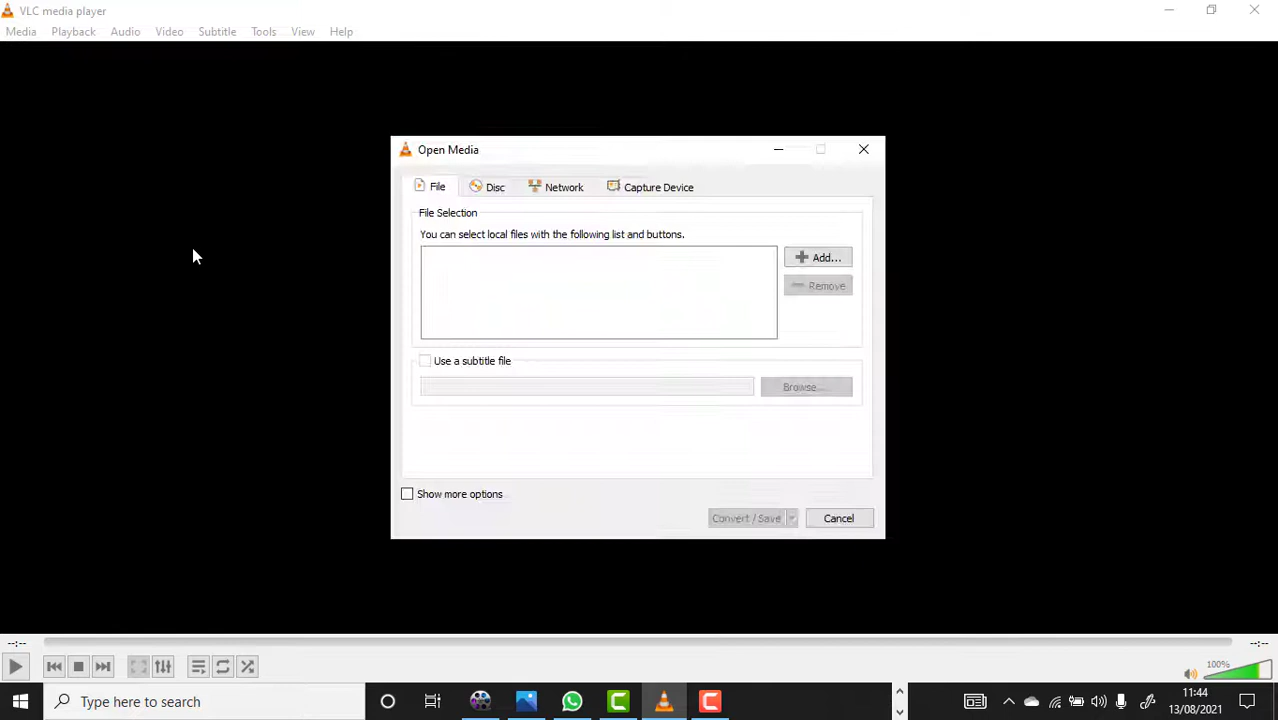 VLC media player
Media Playback Audio Video Subtitle Tools View Help
Open Media
File Disc Network Capture Device
File Selection
You can select local files with the following list and buttons.
Add...
Remove
Use a subtitle file
Browse...
Show more options
Convert / Save Cancel
--:-- --:--
100%
Type here to search
11:44
13/08/2021